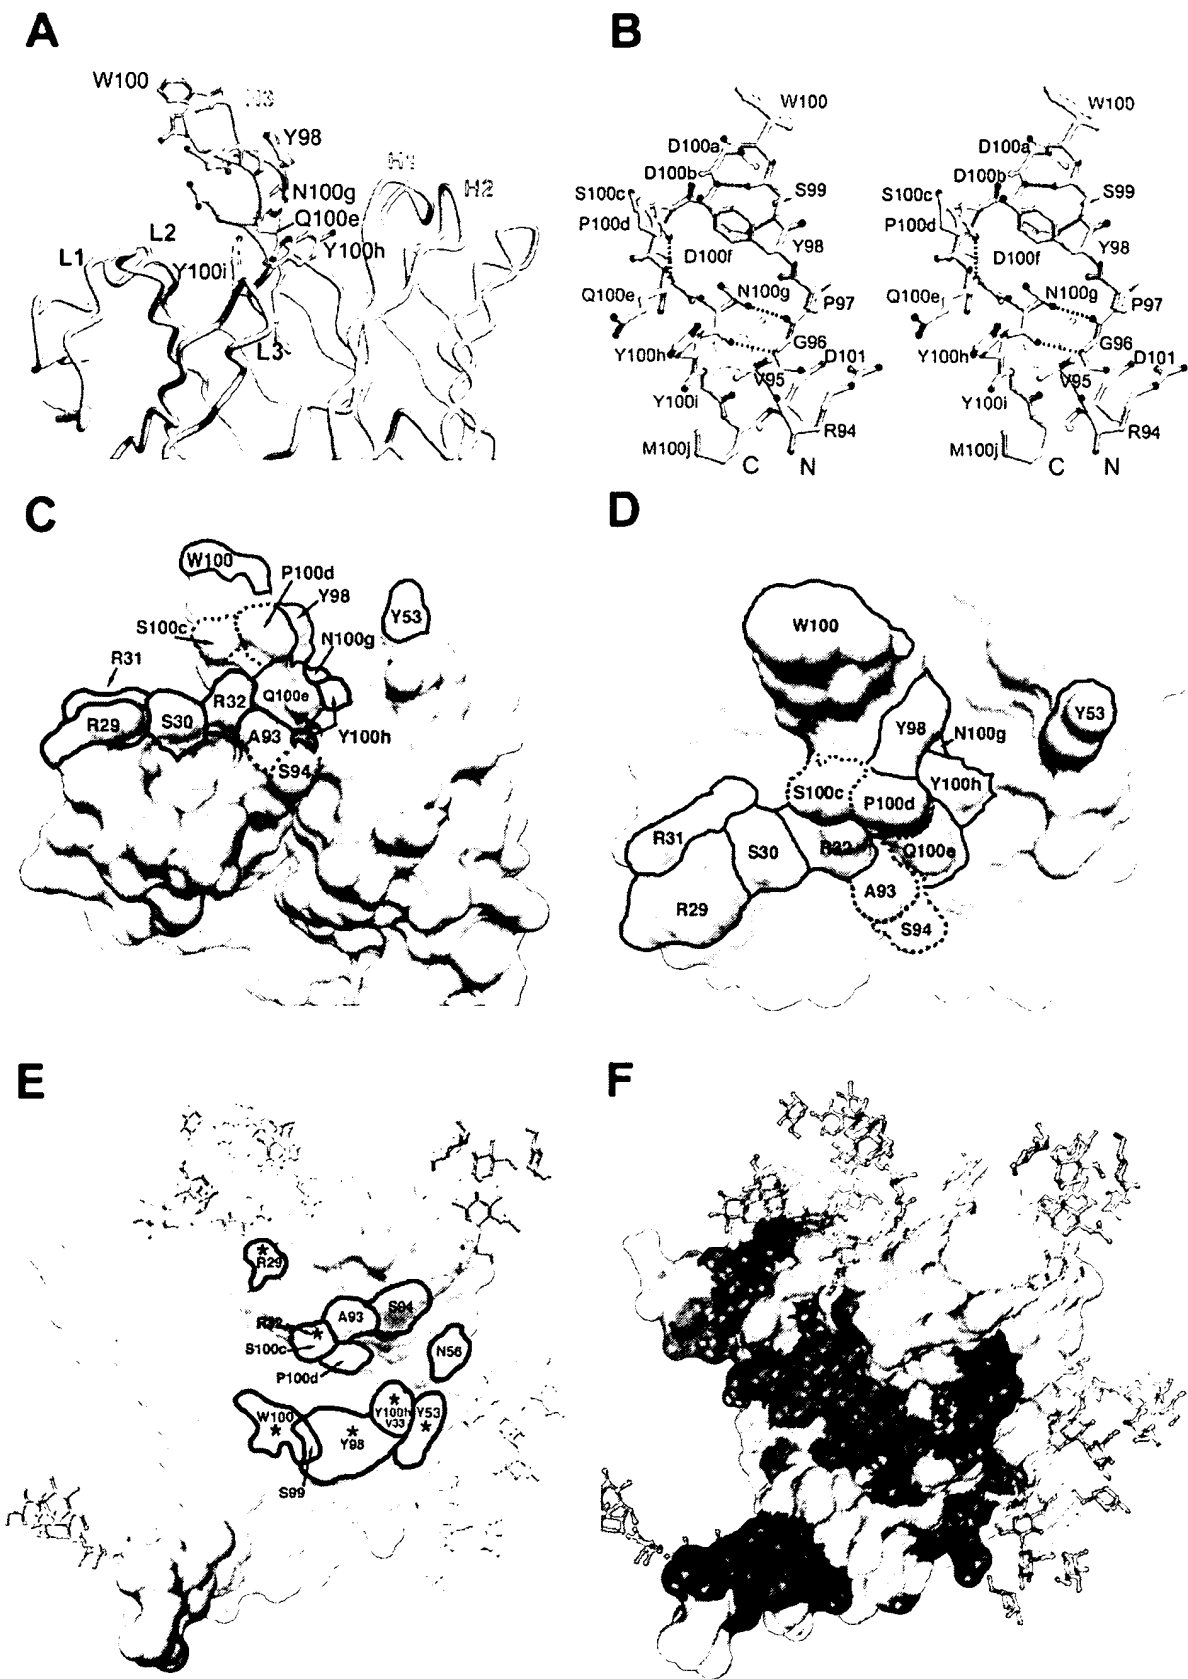 A
W100
H3
Y98
H1
H2
N100g
Q100e
L2
L1
Y100i
Y100h
L3
B
W100
D100a
D100b
S100c
S99
P100d
Y98
D100f
Q100e
N100g
P97
G96
Y100h
D101
V95
Y100i
R94
M100j
C
N
W100
D100a
D100b
S100c
S99
P100d
Y98
D100f
Q100e
N100g
P97
G96
Y100h
D101
V95
Y100i
R94
M100j
C
N
C
W100
P100d
Y98
Y53
S100c
N100g
R31
R32
Q100e
R29
S30
A93
Y100h
S94
D
W100
Y53
Y98
N100g
Y100h
S100c
P100d
R31
S30
R32
Q100e
A93
R29
S94
E
*
R29
S94
A93
R32
*
S100c
N56
P100d
*
W100
Y100h
Y53
V33
*
*
*
Y98
S99
F